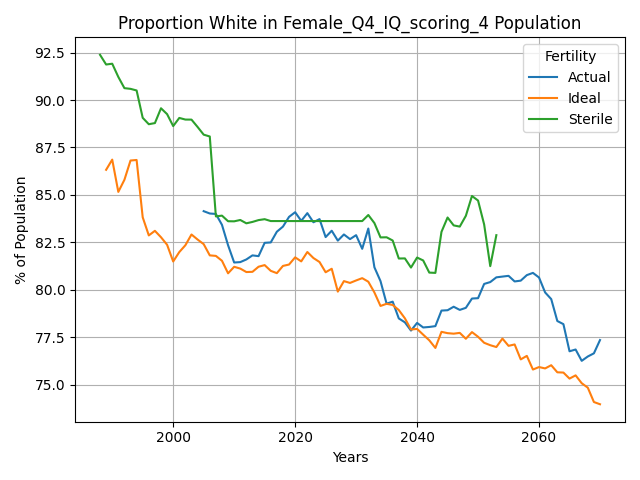 Proportion White in Female_Q4_IQ_scoring_4 Population
Fertility
Actual
Ideal
Sterile
% of Population
92.5
90.0
87.5
85.0
82.5
80.0
77.5
75.0
2000
2020
2040
2060
Years